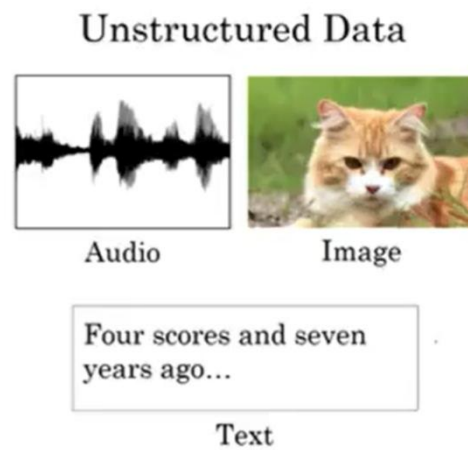 Unstructured Data
Audio
Image
Four scores and seven
years ago...
Text